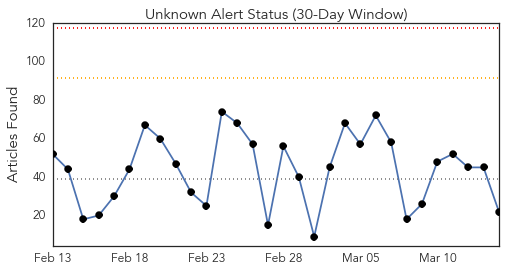 Unknown Alert Status (30-Day Window)
120
100
80
60
40
20
Articles Found
Feb 13 Feb 18 Feb 23 Feb 28 Mar 05 Mar 10